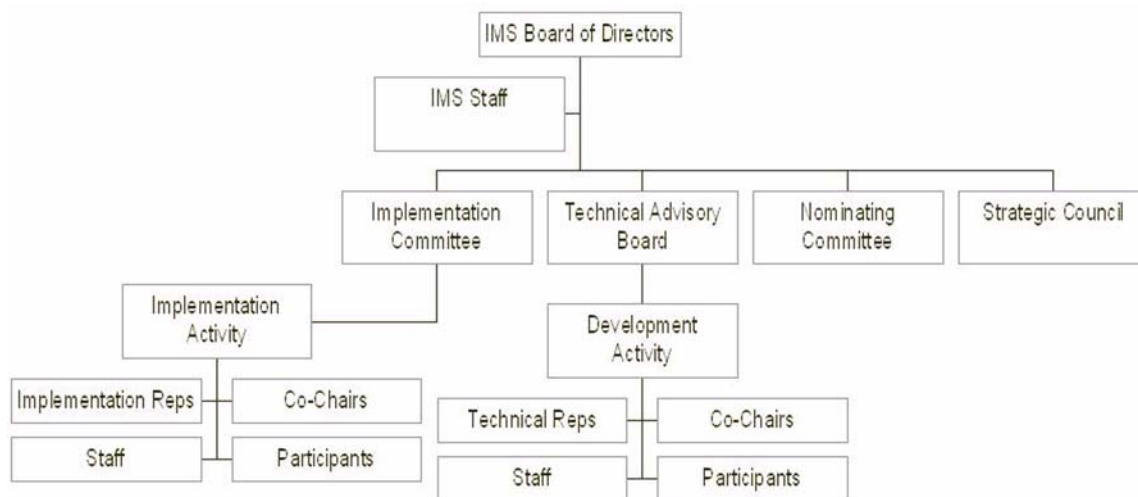 IMS Board of Directors
IMS Staff
Implementation
Committee
Technical Advisory
Board
Nominating
Committee
Strategic Council
Implementation
Activity
Development
Activity
Implementation Reps
Co-Chairs
Staff
Participants
Technical Reps
Co-Chairs
Staff
Participants